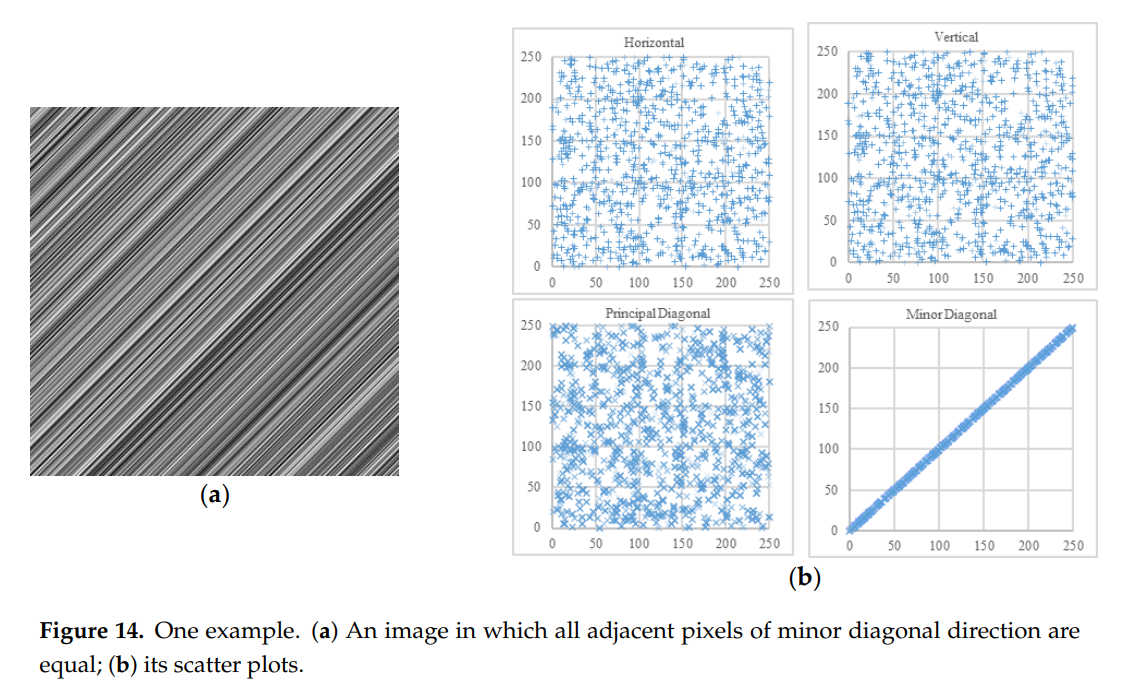 Horizontal
250
200
150
100
50
0
0 50 100 150 200 250
Vertical
250
200
150
100
50
0
0 50 100 150 200 250
Principal Diagonal
250
200
150
100
50
0
0 50 100 150 200 250
Minor Diagonal
250
200
150
100
50
0
0 50 100 150 200 250
(a)
(b)
Figure 14. One example. (a) An image in which all adjacent pixels of minor diagonal direction are
equal; (b) its scatter plots.